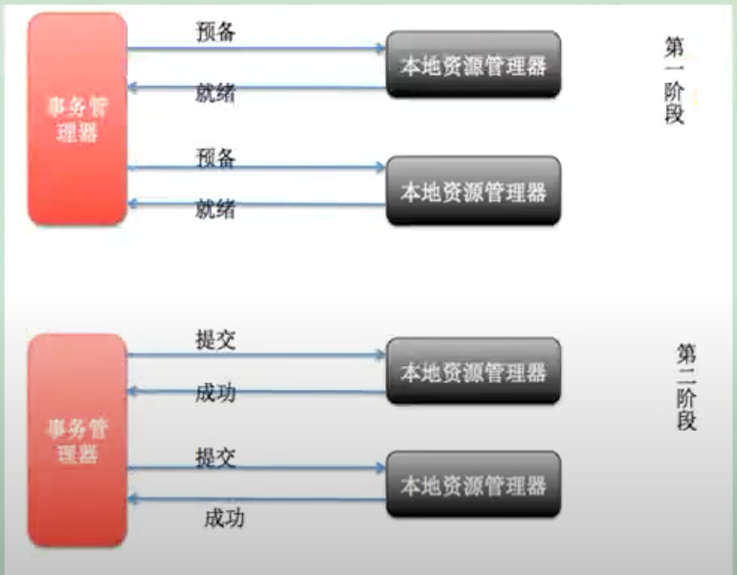 预备
本地资源管理器
就绪
事务管
理器
预备
本地资源管理器
就绪
第一阶段
提交
本地资源管理器
成功
事务管
理器
提交
本地资源管理器
成功
第二阶段